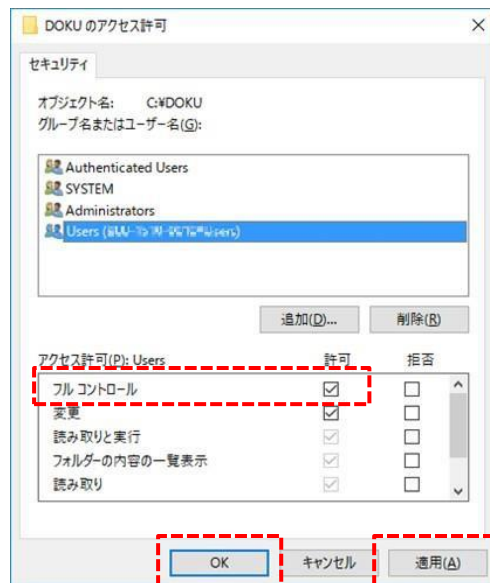 DOKU のアクセス許可
セキュリティ
オブジェクト名: C:¥DOKU
グループ名またはユーザー名(G):
Authenticated Users
SYSTEM
Administrators
Users (
追加(D)... 削除(R)
アクセス許可(P): Users 許可 拒否
フル コントロール
変更
読み取りと実行
フォルダーの内容の一覧表示
読み取り
OK キャンセル 適用(A)